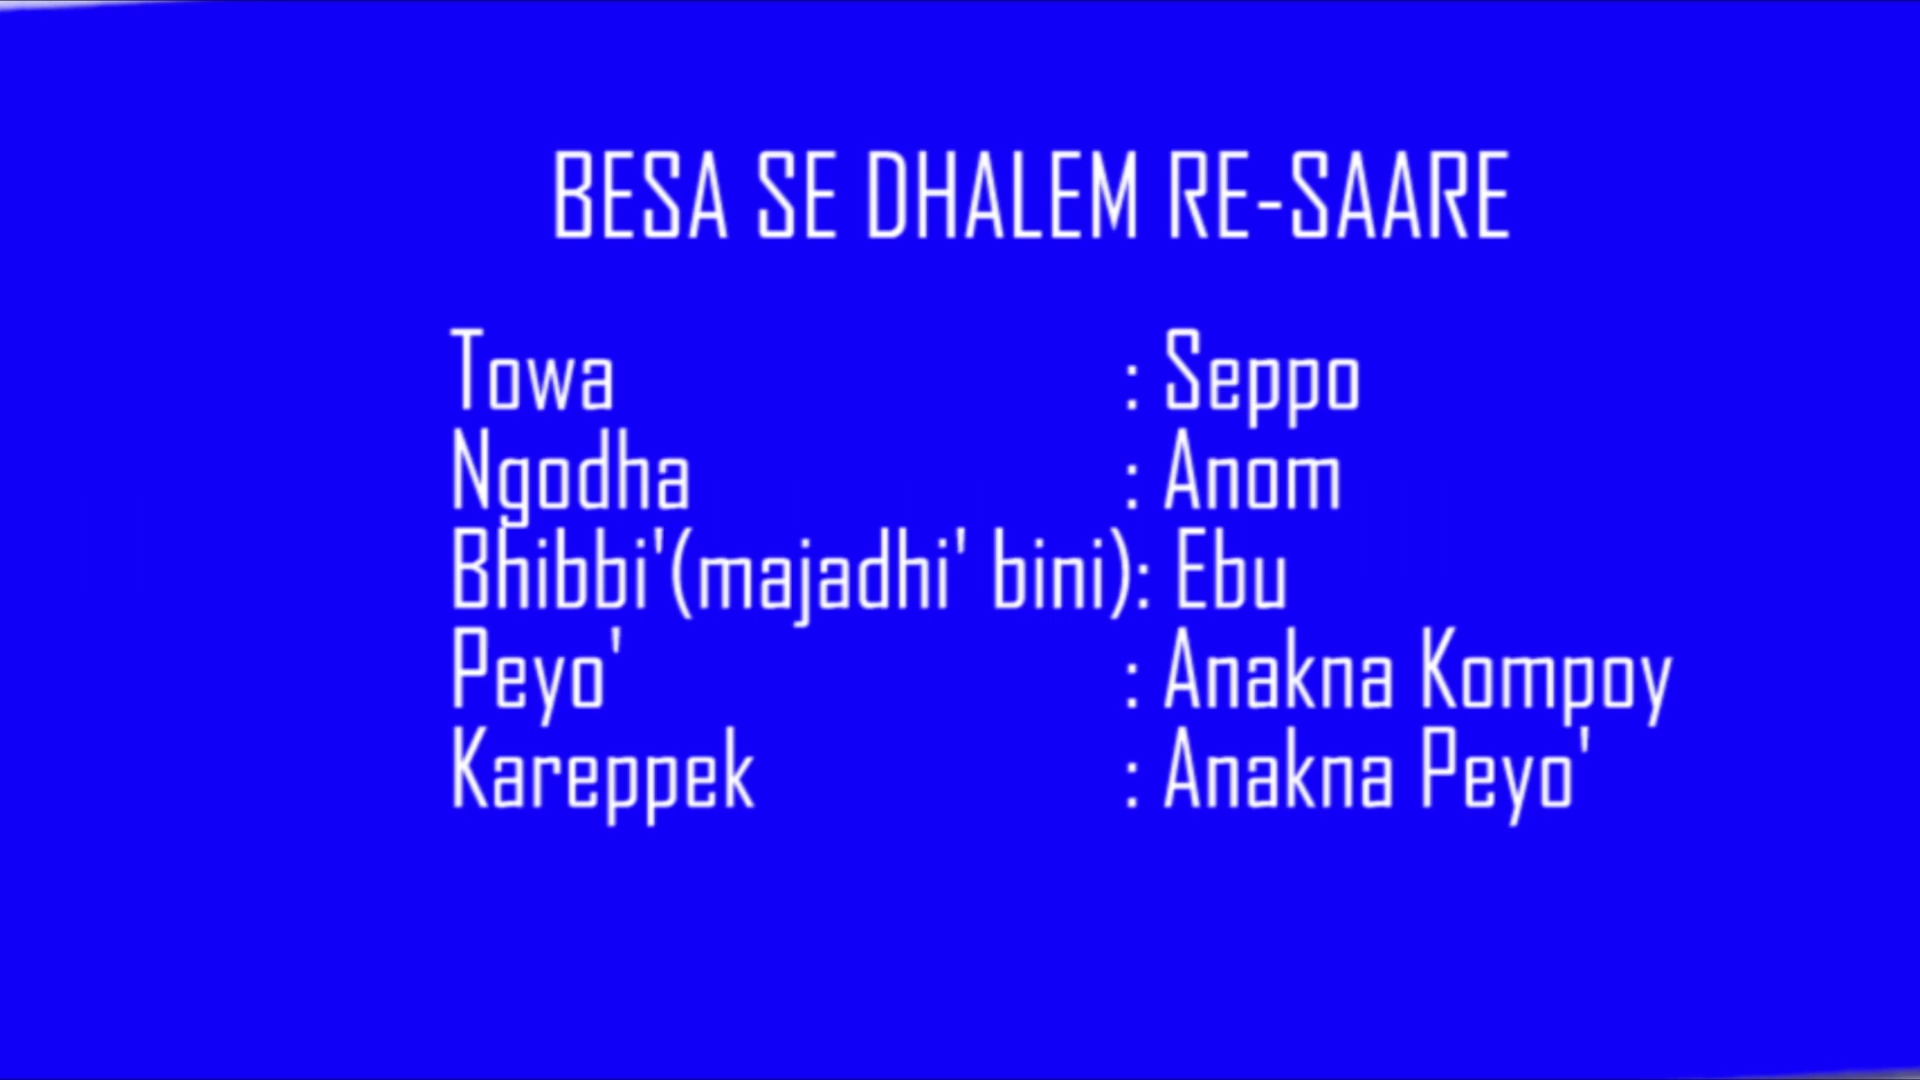 BESA SE DHALEM RE-SAARE
Towa : Seppo
Ngodha : Anom
Bhibbi'(majadhi' bini): Ebu
Peyo' : Anakna Kompoy
Kareppek : Anakna Peyo'